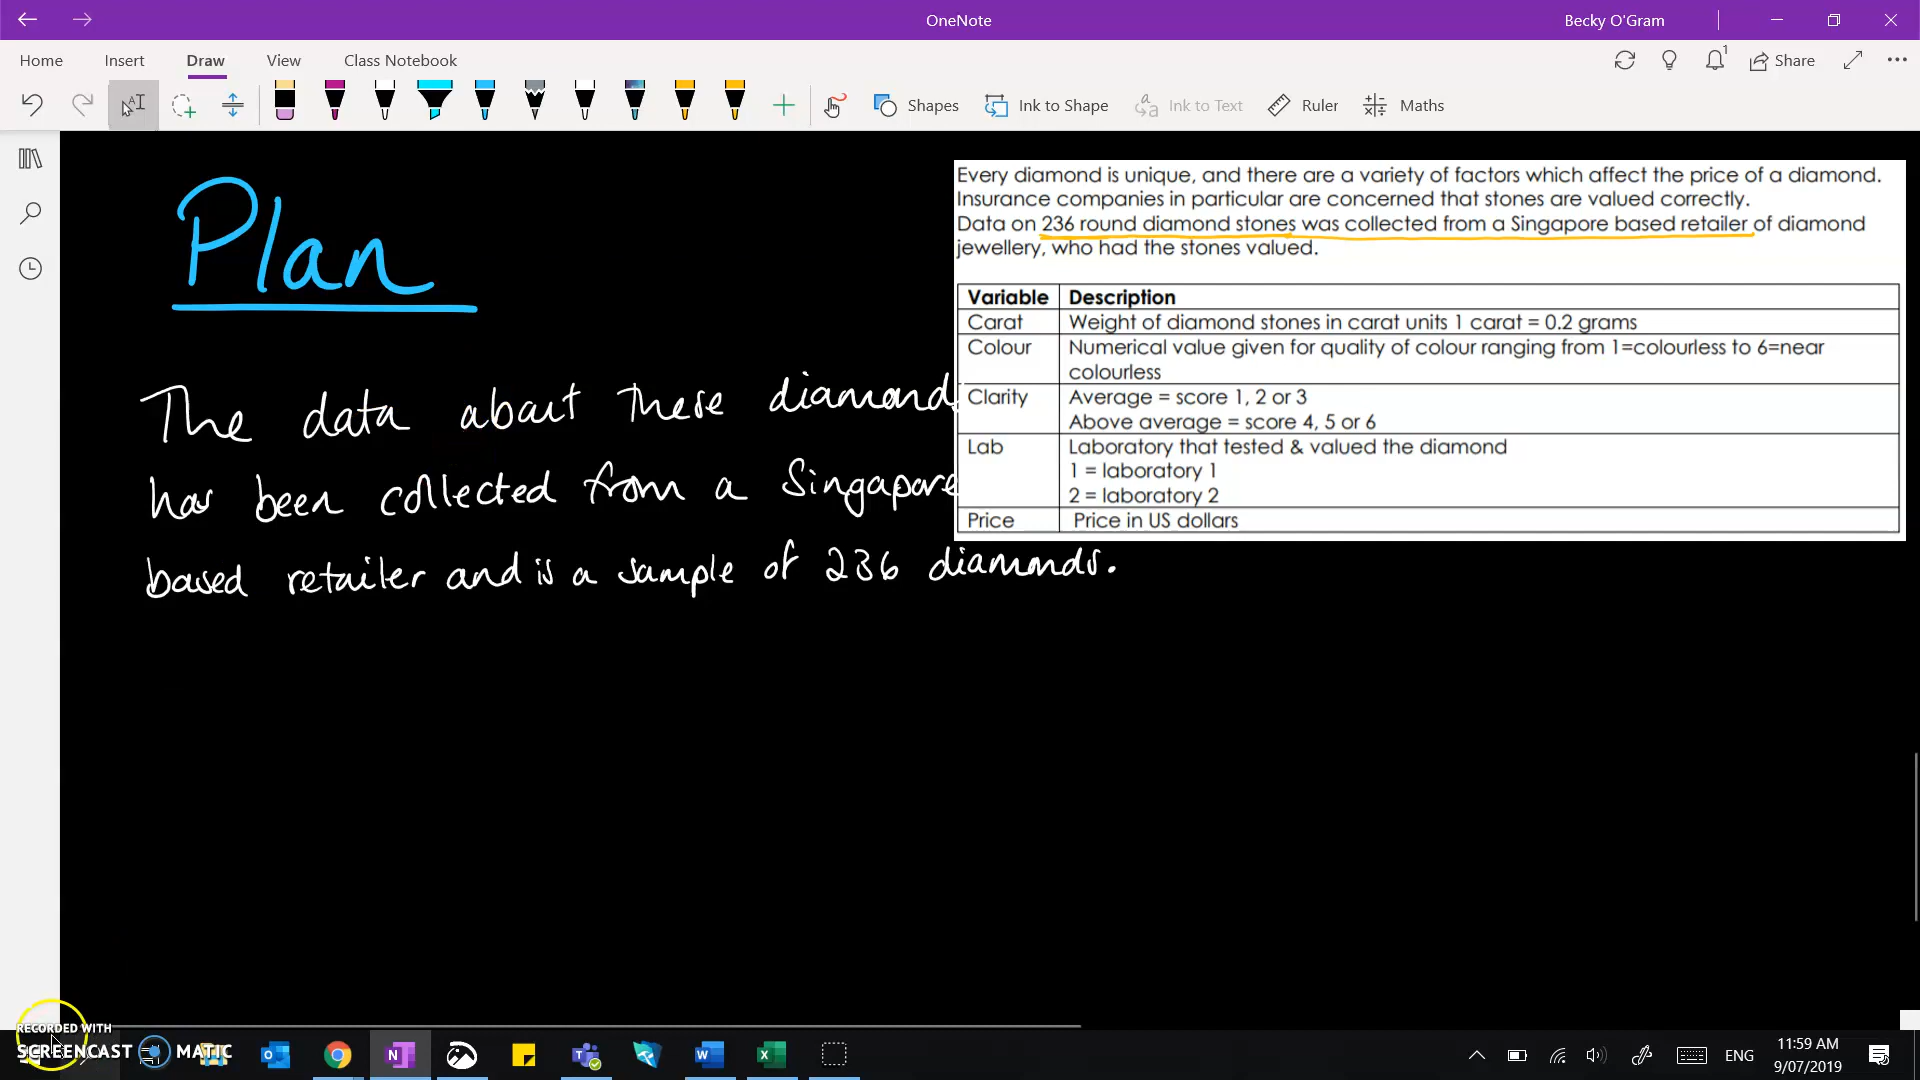 OneNote
Becky O'Gram
Home Insert Draw View Class Notebook
Share
Shapes Ink to Shape Ink to Text Ruler Maths
Plan
The data about these diamonds
has been collected from a Singapore
based retailer and is a sample of 236 diamonds.
Every diamond is unique, and there are a variety of factors which affect the price of a diamond.
Insurance companies in particular are concerned that stones are valued correctly.
Data on 236 round diamond stones was collected from a Singapore based retailer of diamond
jewellery, who had the stones valued.
Variable Description
Carat Weight of diamond stones in carat units 1 carat = 0.2 grams
Colour Numerical value given for quality of colour ranging from 1=colourless to 6=near
colourless
Clarity Average = score 1, 2 or 3
Above average = score 4, 5 or 6
Lab Laboratory that tested & valued the diamond
1 = laboratory 1
2 = laboratory 2
Price Price in US dollars
RECORDED WITH
SCREENCAST MATIC
ENG
11:59 AM
9/07/2019